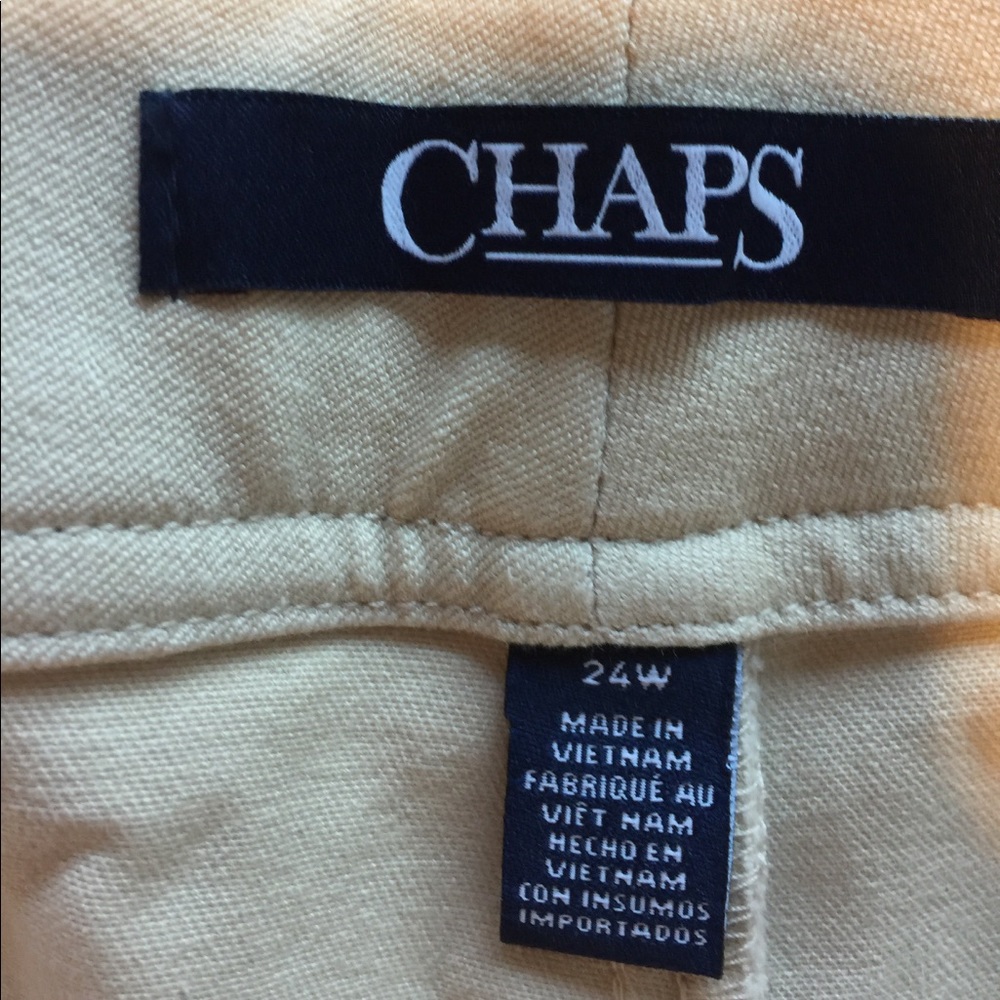 CHAPS
24W
MADE IN
VIETNAM
FABRIQUÉ AU
VIÊT NAM
HECHO EN
VIETNAM
CON INSUMOS
IMPORTADOS